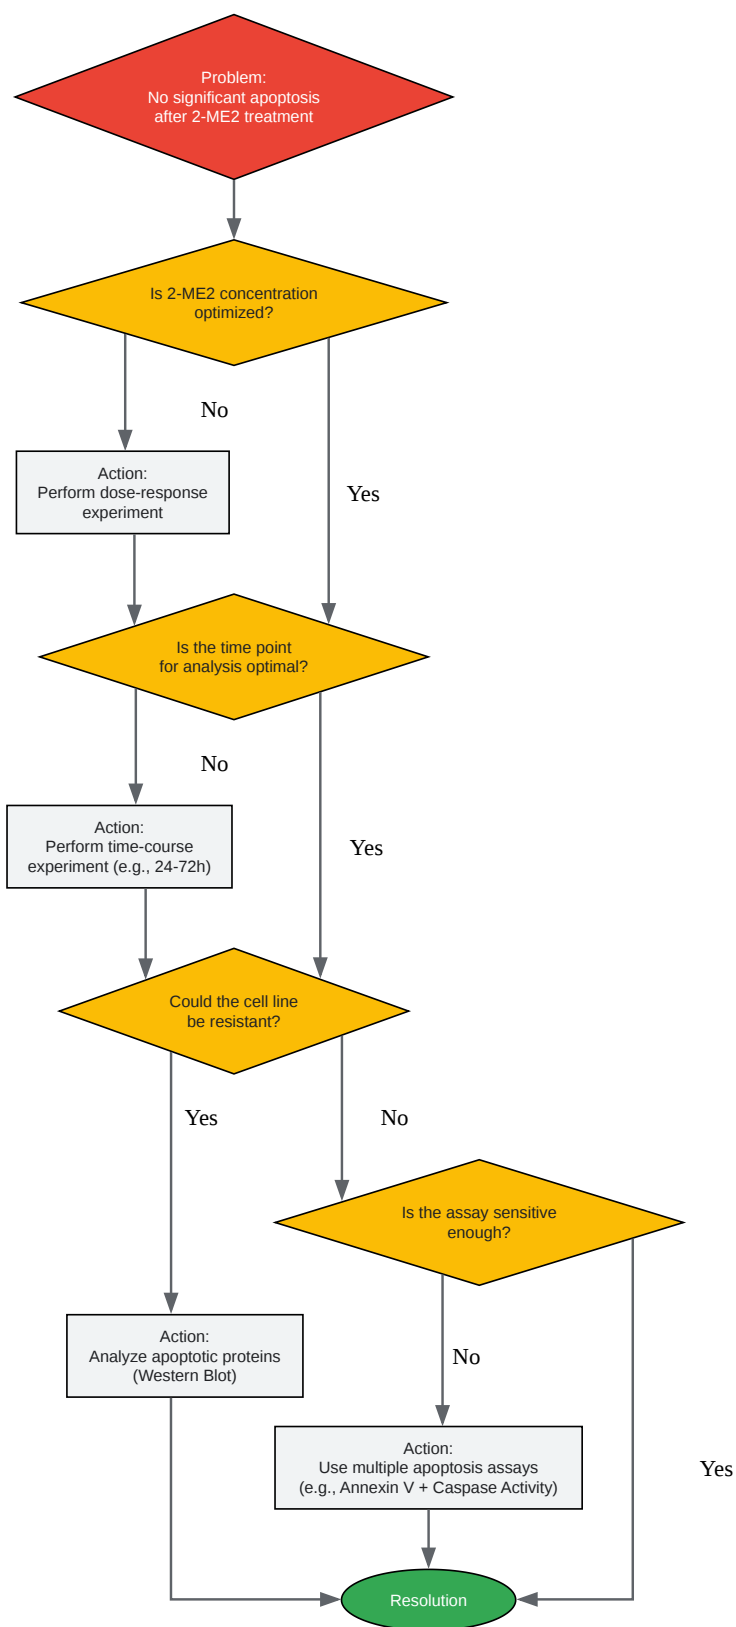 Problem:
No significant apoptosis
after 2-ME2 treatment
Is 2-ME2 concentration
optimized?
No
Yes
Action:
Perform dose-response
experiment
Is the time point
for analysis optimal?
No
Yes
Action:
Perform time-course
experiment (e.g., 24-72h)
Could the cell line
be resistant?
Yes
No
Is the assay sensitive
enough?
Action:
Analyze apoptotic proteins
(Western Blot)
No
Yes
Action:
Use multiple apoptosis assays
(e.g., Annexin V + Caspase Activity)
Resolution